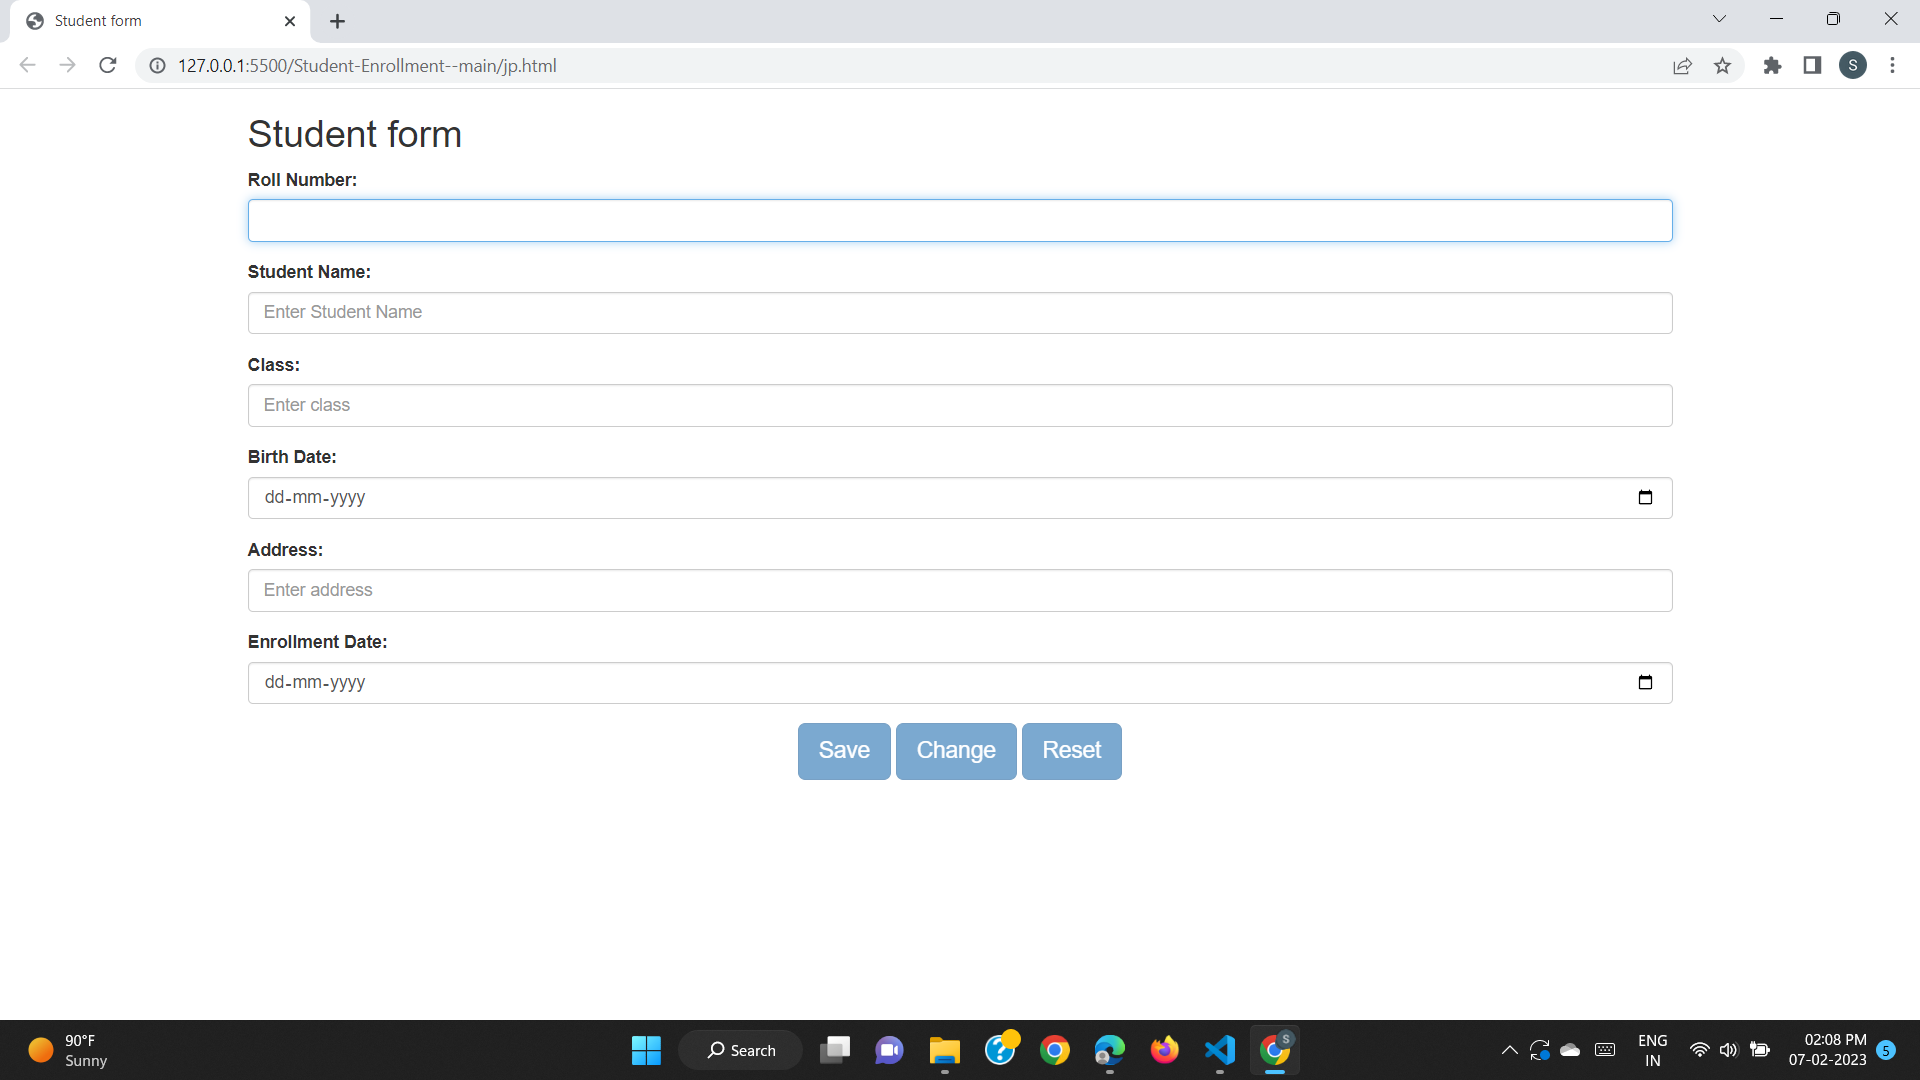 Student form
127.0.0.1:5500/Student-Enrollment--main/jp.html
S
Student form
Roll Number:
Student Name:
Enter Student Name
Class:
Enter class
Birth Date:
dd-mm-yyyy
Address:
Enter address
Enrollment Date:
dd-mm-yyyy
Save Change Reset
90°F
Sunny
Search
S
ENG
IN
02:08 PM
07-02-2023
5